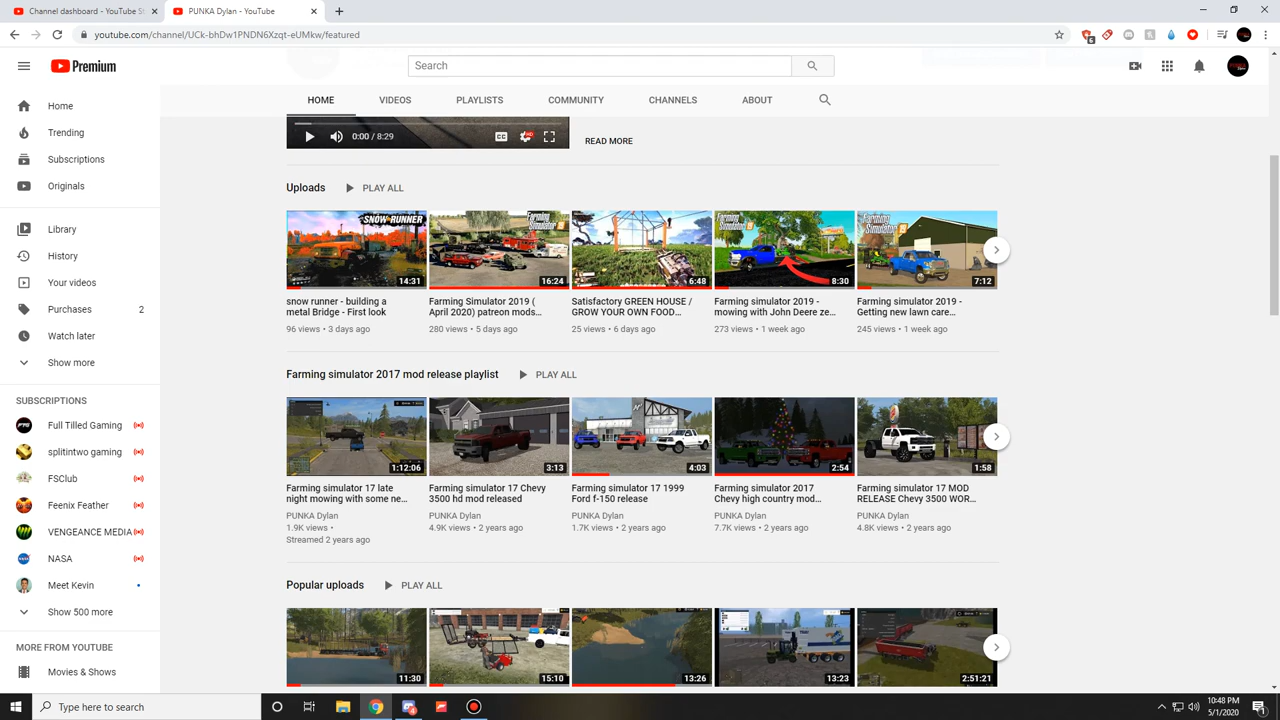 Channel dashboard - YouTube St
PUNKA Dylan - YouTube
youtube.com/channel/UCk-bhDw1PNDN6Xzqt-eUMkw/featured
6
Premium
Search
HOME
VIDEOS
PLAYLISTS
COMMUNITY
CHANNELS
ABOUT
Home
Trending
Subscriptions
Originals
Library
History
Your videos
Purchases 2
Watch later
Show more
SUBSCRIPTIONS
Full Tilled Gaming
splitintwo gaming
FSClub
Feenix Feather
VENGEANCE MEDIA
NASA
Meet Kevin
Show 500 more
MORE FROM YOUTUBE
Movies & Shows
0:00 / 8:29
CC
HD
READ MORE
Uploads
PLAY ALL
SNOW RUNNER
14:31
snow runner - building a
metal Bridge - First look
96 views • 3 days ago
16:24
Farming Simulator 2019 (
April 2020) patreon mods...
280 views • 5 days ago
6:48
Satisfactory GREEN HOUSE /
GROW YOUR OWN FOOD...
25 views • 6 days ago
Farming Simulator 19
8:30
Farming simulator 2019 -
mowing with John Deere ze...
273 views • 1 week ago
Farming Simulator 19
7:12
Farming simulator 2019 -
Getting new lawn care...
245 views • 1 week ago
Farming simulator 2017 mod release playlist
PLAY ALL
1:12:06
Farming simulator 17 late
night mowing with some ne...
PUNKA Dylan
1.9K views •
Streamed 2 years ago
3:13
Farming simulator 17 Chevy
3500 hd mod released
PUNKA Dylan
4.9K views • 2 years ago
4:03
Farming simulator 17 1999
Ford f-150 release
PUNKA Dylan
1.7K views • 2 years ago
2:54
Farming simulator 2017
Chevy high country mod...
PUNKA Dylan
7.7K views • 2 years ago
1:58
Farming simulator 17 MOD
RELEASE Chevy 3500 WOR...
PUNKA Dylan
4.8K views • 2 years ago
Popular uploads
PLAY ALL
11:30
15:10
13:26
13:23
2:51:21
Type here to search
10:48 PM
5/1/2020